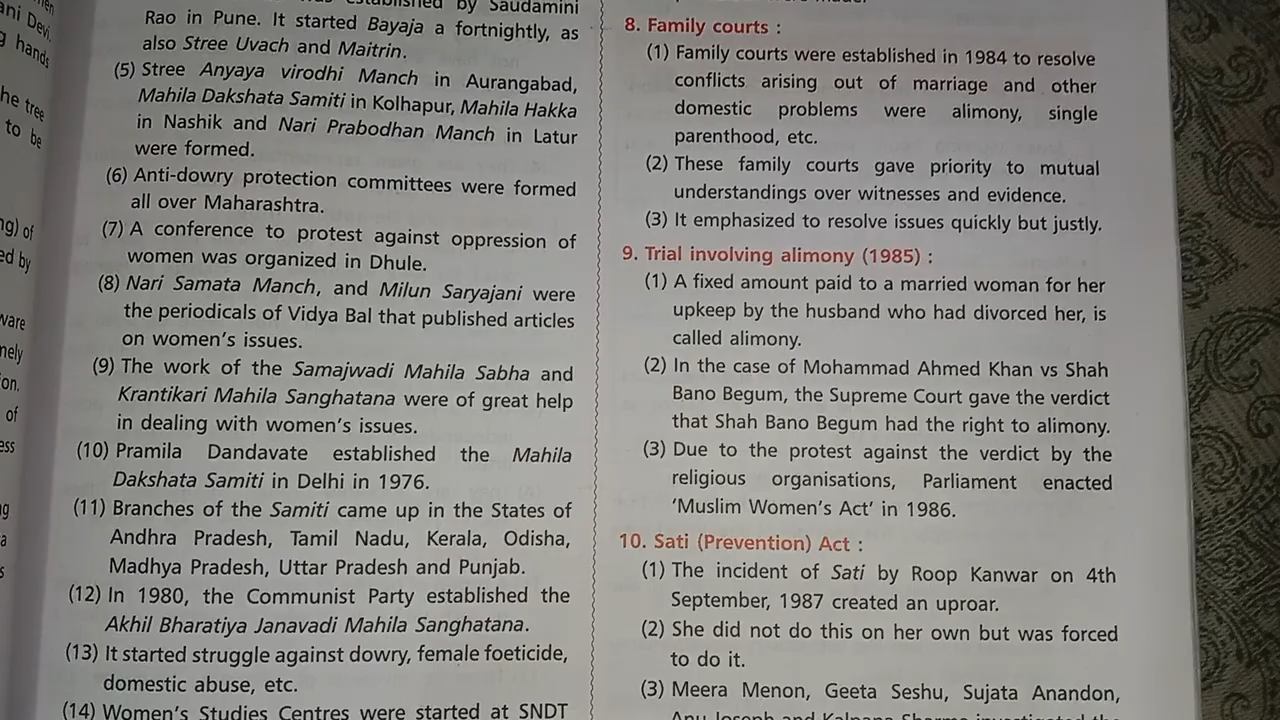 established by Saudamini
Rao in Pune. It started Bayaja a fortnightly, as
also Stree Uvach and Maitrin.
(5) Stree Anyaya virodhi Manch in Aurangabad,
Mahila Dakshata Samiti in Kolhapur, Mahila Hakka
in Nashik and Nari Prabodhan Manch in Latur
were formed.
(6) Anti-dowry protection committees were formed
all over Maharashtra.
(7) A conference to protest against oppression of
women was organized in Dhule.
(8) Nari Samata Manch, and Milun Saryajani were
the periodicals of Vidya Bal that published articles
on women's issues.
(9) The work of the Samajwadi Mahila Sabha and
Krantikari Mahila Sanghatana were of great help
in dealing with women's issues.
(10) Pramila Dandavate established the Mahila
Dakshata Samiti in Delhi in 1976.
(11) Branches of the Samiti came up in the States of
Andhra Pradesh, Tamil Nadu, Kerala, Odisha,
Madhya Pradesh, Uttar Pradesh and Punjab.
(12) In 1980, the Communist Party established the
Akhil Bharatiya Janavadi Mahila Sanghatana.
(13) It started struggle against dowry, female foeticide,
domestic abuse, etc.
(14) Women's Studies Centres were started at SNDT
8. Family courts :
(1) Family courts were established in 1984 to resolve
conflicts arising out of marriage and other
domestic problems were alimony, single
parenthood, etc.
(2) These family courts gave priority to mutual
understandings over witnesses and evidence.
(3) It emphasized to resolve issues quickly but justly.
9. Trial involving alimony (1985) :
(1) A fixed amount paid to a married woman for her
upkeep by the husband who had divorced her, is
called alimony.
(2) In the case of Mohammad Ahmed Khan vs Shah
Bano Begum, the Supreme Court gave the verdict
that Shah Bano Begum had the right to alimony.
(3) Due to the protest against the verdict by the
religious organisations, Parliament enacted
'Muslim Women's Act' in 1986.
10. Sati (Prevention) Act :
(1) The incident of Sati by Roop Kanwar on 4th
September, 1987 created an uproar.
(2) She did not do this on her own but was forced
to do it.
(3) Meera Menon, Geeta Seshu, Sujata Anandon,